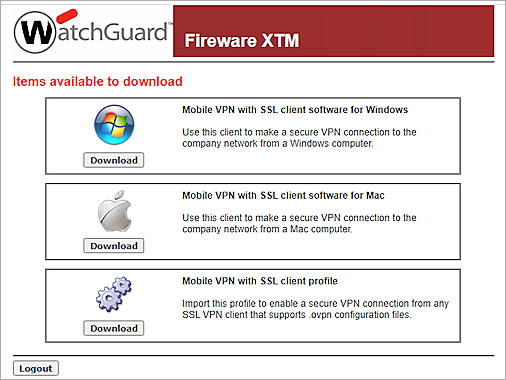 WatchGuard™
Fireware XTM
Items available to download
Mobile VPN with SSL client software for Windows
Use this client to make a secure VPN connection to the
company network from a Windows computer.
Download
Mobile VPN with SSL client software for Mac
Use this client to make a secure VPN connection to the
company network from a Mac computer.
Download
Mobile VPN with SSL client profile
Import this profile to enable a secure VPN connection from any
SSL VPN client that supports .ovpn configuration files.
Download
Logout